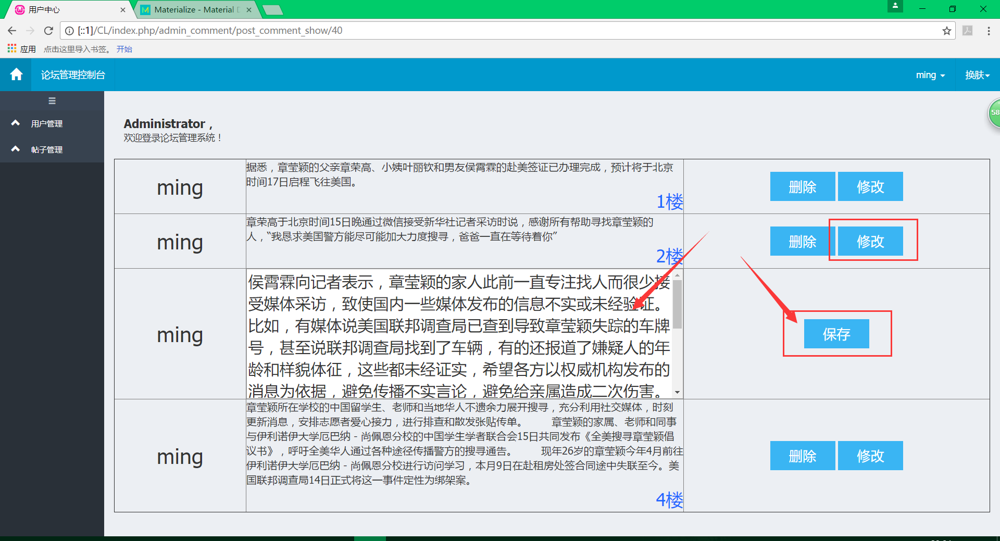 用户中心
Materialize - Material D
[::1]/CL/index.php/admin_comment/post_comment_show/40
应用 点击这里导入书签。 开始
论坛管理控制台
ming
换肤
用户管理
帖子管理
58
Administrator，
欢迎登录论坛管理系统！
ming
据悉，章莹颖的父亲章荣高、小姨叶丽钦和男友侯霄霖的赴美签证已办理完成，预计将于北京
时间17日启程飞往美国。
1楼
删除 修改
ming
章荣高于北京时间15日晚通过微信接受新华社记者采访时说，感谢所有帮助寻找章莹颖的
人，“我恳求美国警方能尽可能加大力度搜寻，爸爸一直在等待着你”
2楼
删除 修改
ming
侯霄霖向记者表示，章莹颖的家人此前一直专注找人而很少接
受媒体采访，致使国内一些媒体发布的信息不实或未经验证。
比如，有媒体说美国联邦调查局已查到导致章莹颖失踪的车牌
号，甚至说联邦调查局找到了车辆，有的还报道了嫌疑人的年
龄和样貌体征，这些都未经证实，希望各方以权威机构发布的
消息为依据，避免传播不实言论，避免给亲属造成二次伤害。
保存
ming
章莹颖所在学校的中国留学生、老师和当地华人不遗余力展开搜寻，充分利用社交媒体，时刻
更新消息，安排志愿者爱心接力，进行排查和散发张贴传单。 章莹颖的家属、老师和同事
与伊利诺伊大学厄巴纳－尚佩恩分校的中国学生学者联合会15日共同发布《全美搜寻章莹颖倡
议书》，呼吁全美华人通过各种途径传播警方的搜寻通告。 现年26岁的章莹颖今年4月前往
伊利诺伊大学厄巴纳－尚佩恩分校进行访问学习，本月9日在赴租房处签合同途中失联至今。美
国联邦调查局14日正式将这一事件定性为绑架案。
4楼
删除 修改